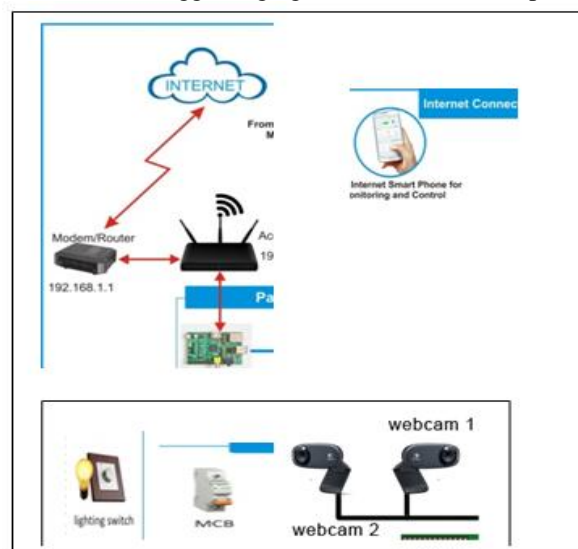 INTERNET
Internet Connec
From
M
Internet Smart Phone for
onitoring and Control
Modem/Router
Ac
19
192.168.1.1
Pa
webcam 1
lighting switch
MCB
webcam 2